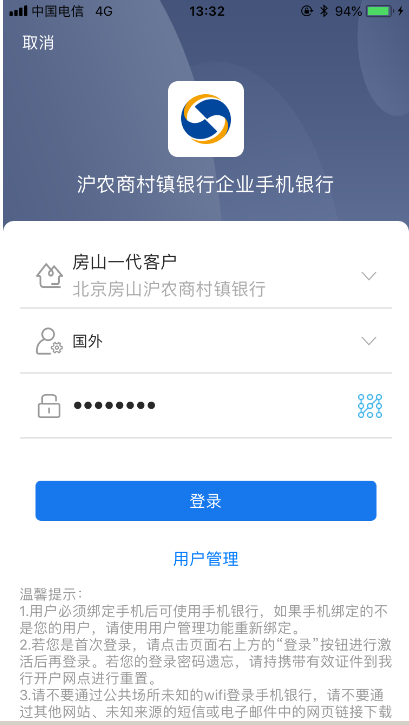 中国电信 4G 13:32 94%
取消
沪农商村镇银行企业手机银行
房山一代客户
北京房山沪农商村镇银行
国外
●●●●●●●●
登录
用户管理
温馨提示：
1.用户必须绑定手机后可使用手机银行，如果手机绑定的不
是您的用户，请使用用户管理功能重新绑定。
2.若您是首次登录，请点击页面右上方的“登录”按钮进行激
活后再登录。若您的登录密码遗忘，请持携带有效证件到我
行开户网点进行重置。
3.请不要通过公共场所未知的wifi登录手机银行，请不要通
过其他网站、未知来源的短信或电子邮件中的网页链接下载